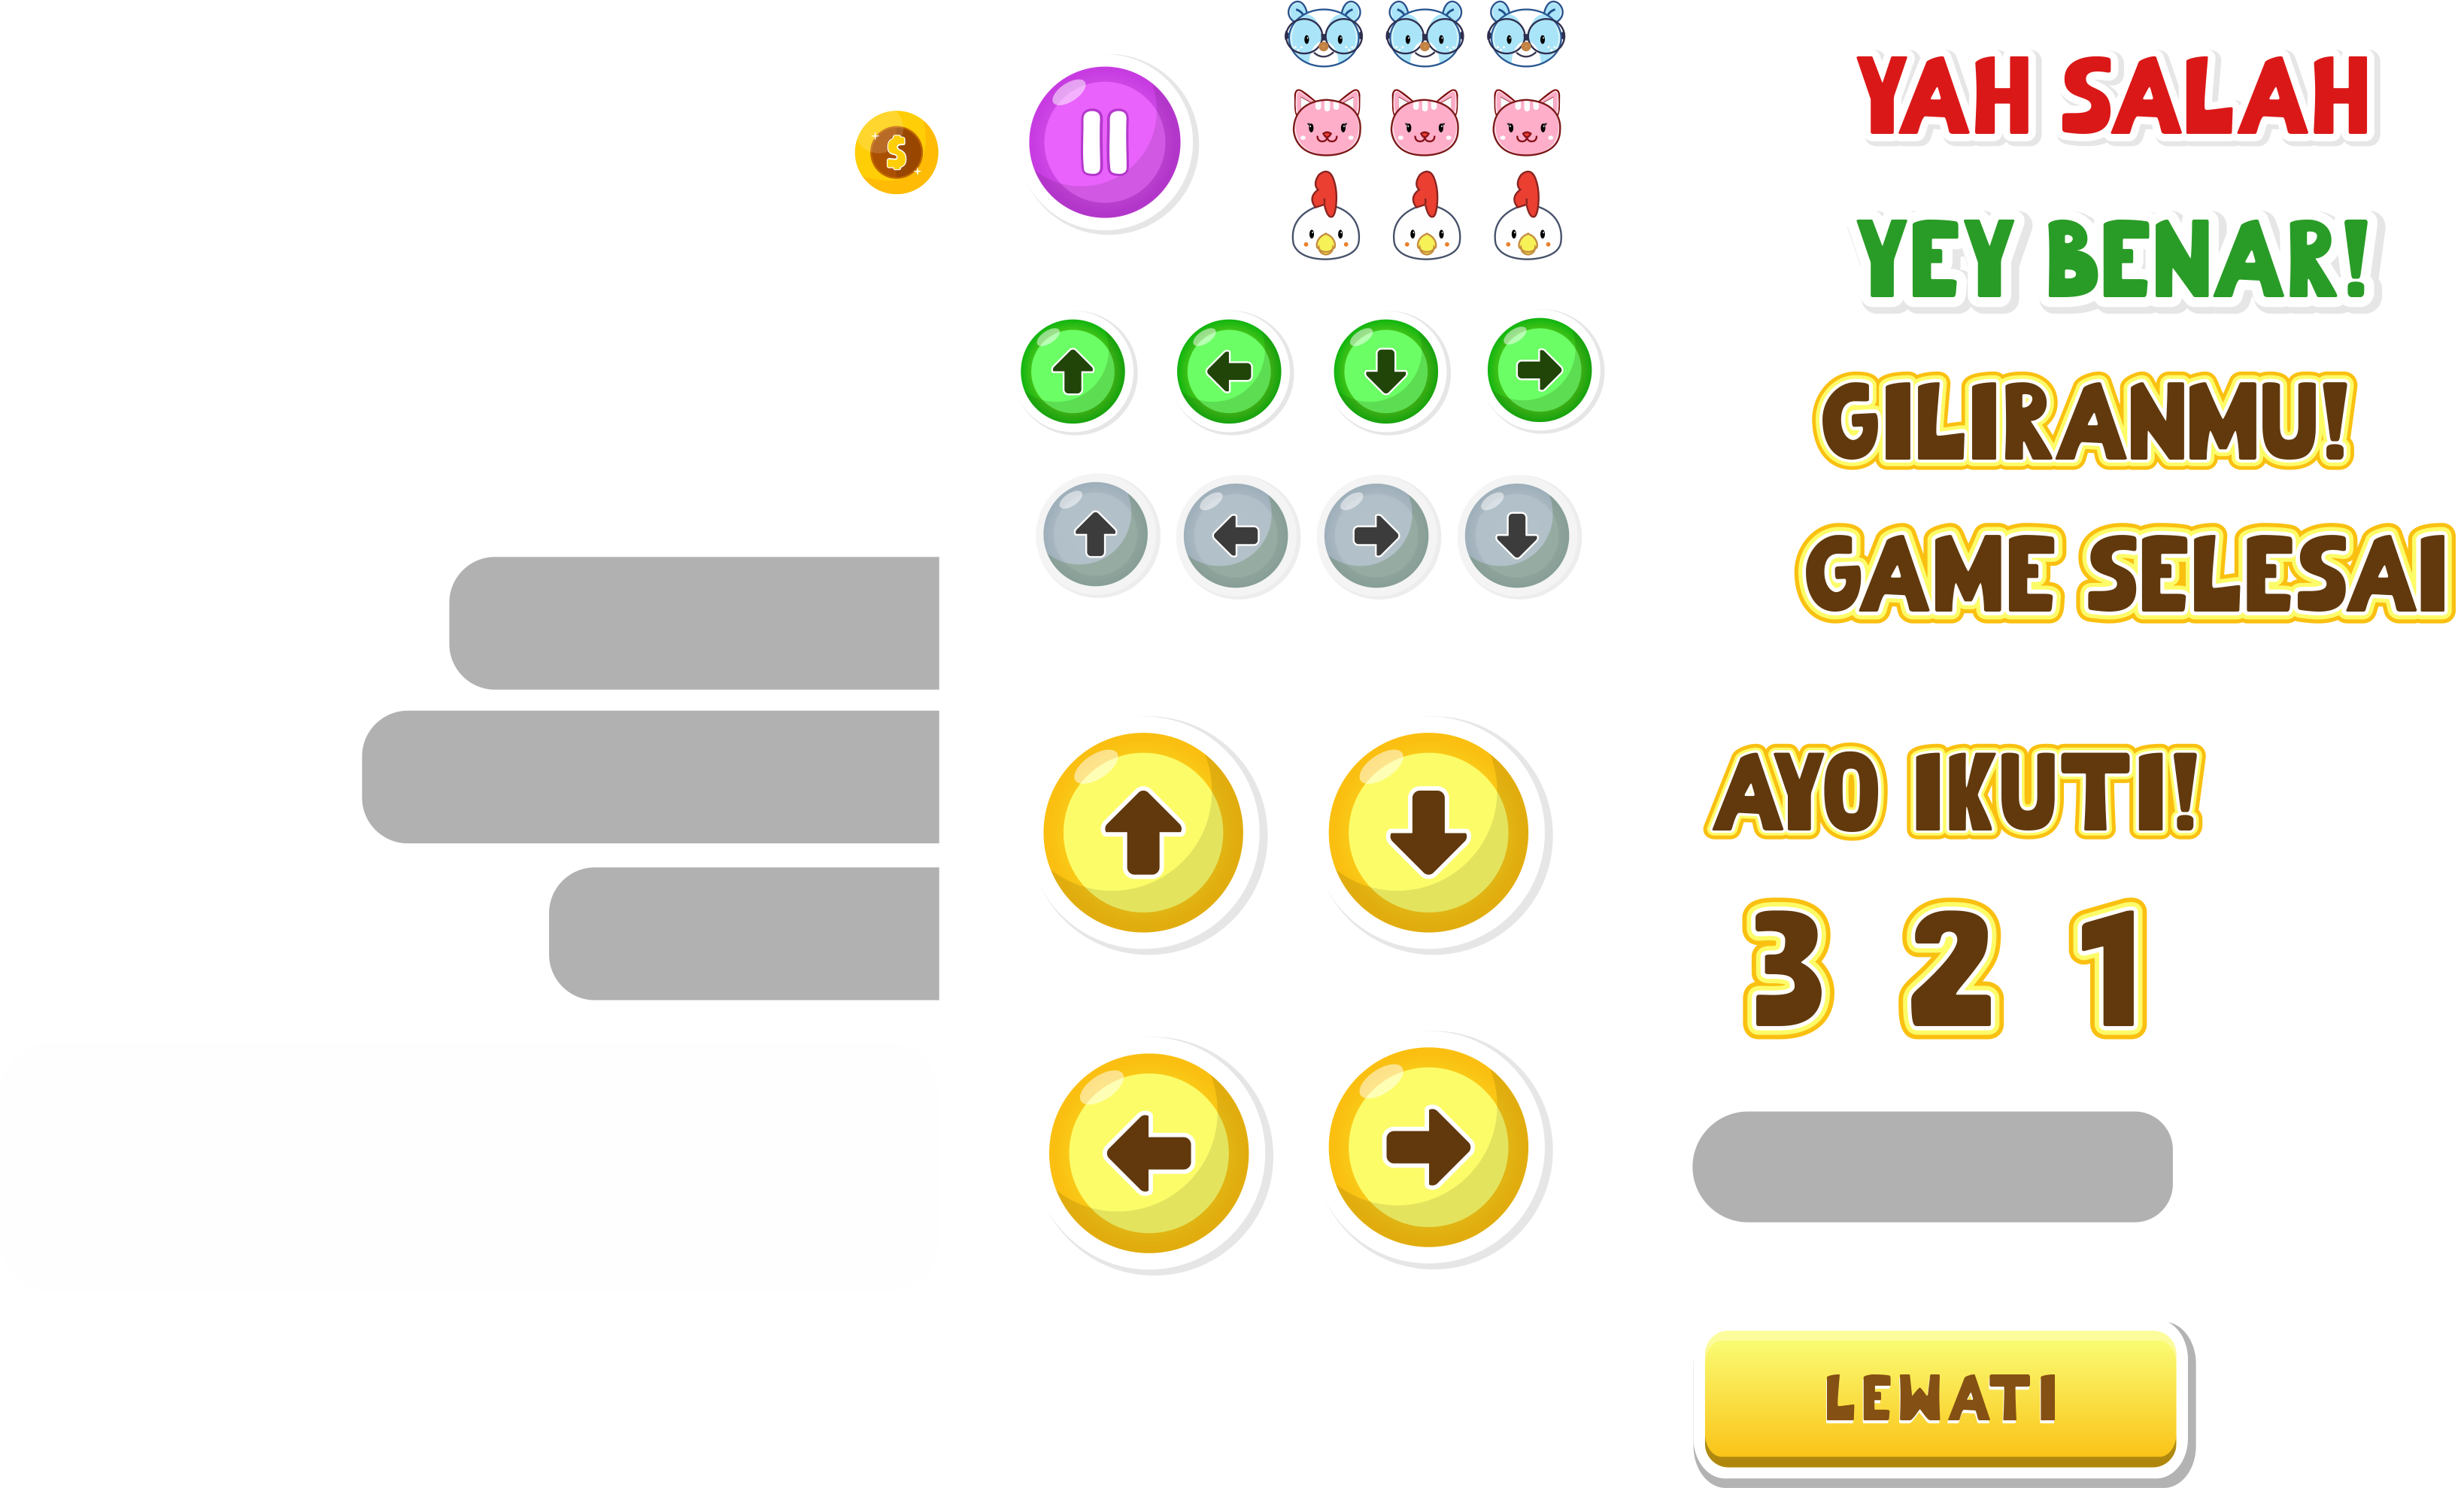 $
YAH SALAH
YEY BENAR!
GILIRANMU!
GAME SELESAI
AYO IKUTI!
3 2 1
LEWATI